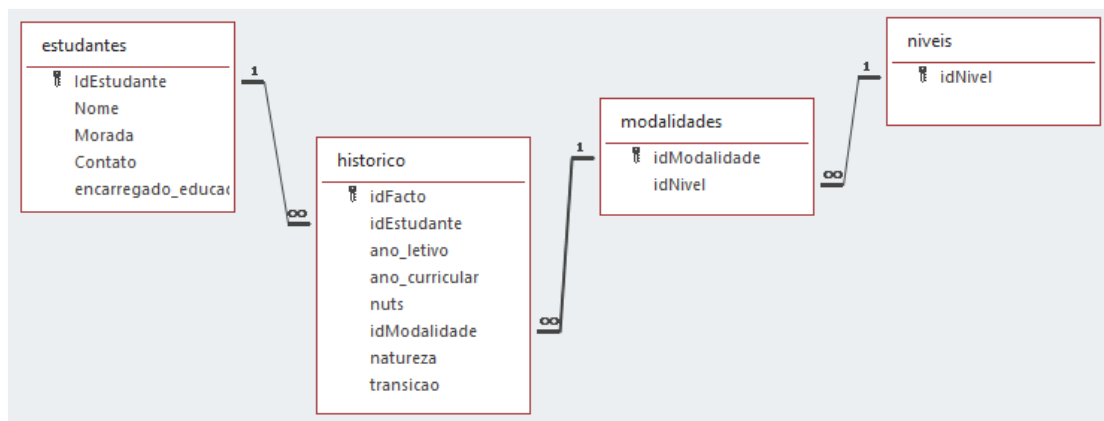 estudantes
IdEstudante
Nome
Morada
Contato
encarregado_educa
1
∞
historico
idFacto
idEstudante
ano_letivo
ano_curricular
nuts
idModalidade
natureza
transicao
1
∞
modalidades
idModalidade
idNivel
1
∞
niveis
idNivel